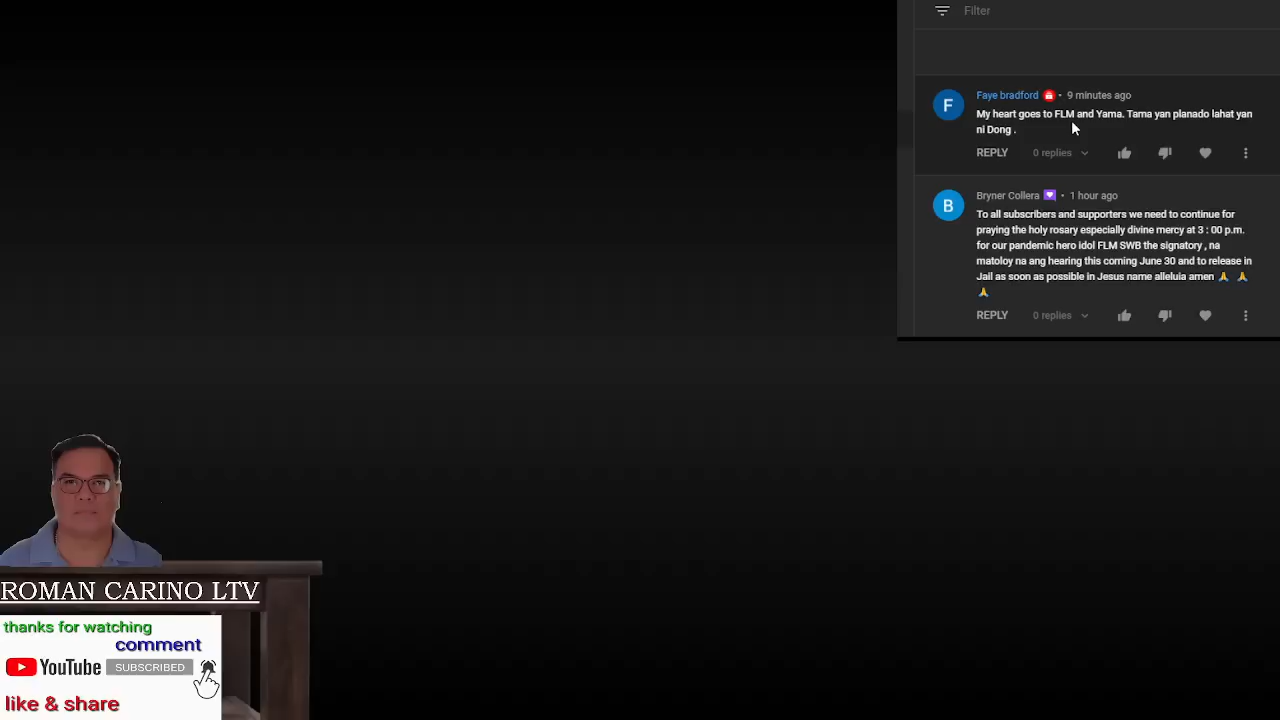 Filter
Faye bradford • 9 minutes ago
My heart goes to FLM and Yama. Tama yan planado lahat yan
ni Dong .
REPLY 0 replies
Bryner Collera • 1 hour ago
To all subscribers and supporters we need to continue for
praying the holy rosary especially divine mercy at 3 : 00 p.m.
for our pandemic hero idol FLM SWB the signatory , na
matoloy na ang hearing this coming June 30 and to release in
Jail as soon as possible in Jesus name alleluia amen 🙏 🙏
🙏
REPLY 0 replies
ROMAN CARINO LTV
thanks for watching
comment
YouTube SUBSCRIBED
like & share